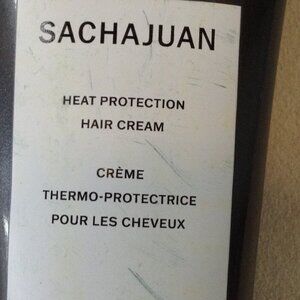 SACHAJUAN
HEAT PROTECTION
HAIR CREAM
CRÈME
THERMO-PROTECTRICE
POUR LES CHEVEUX